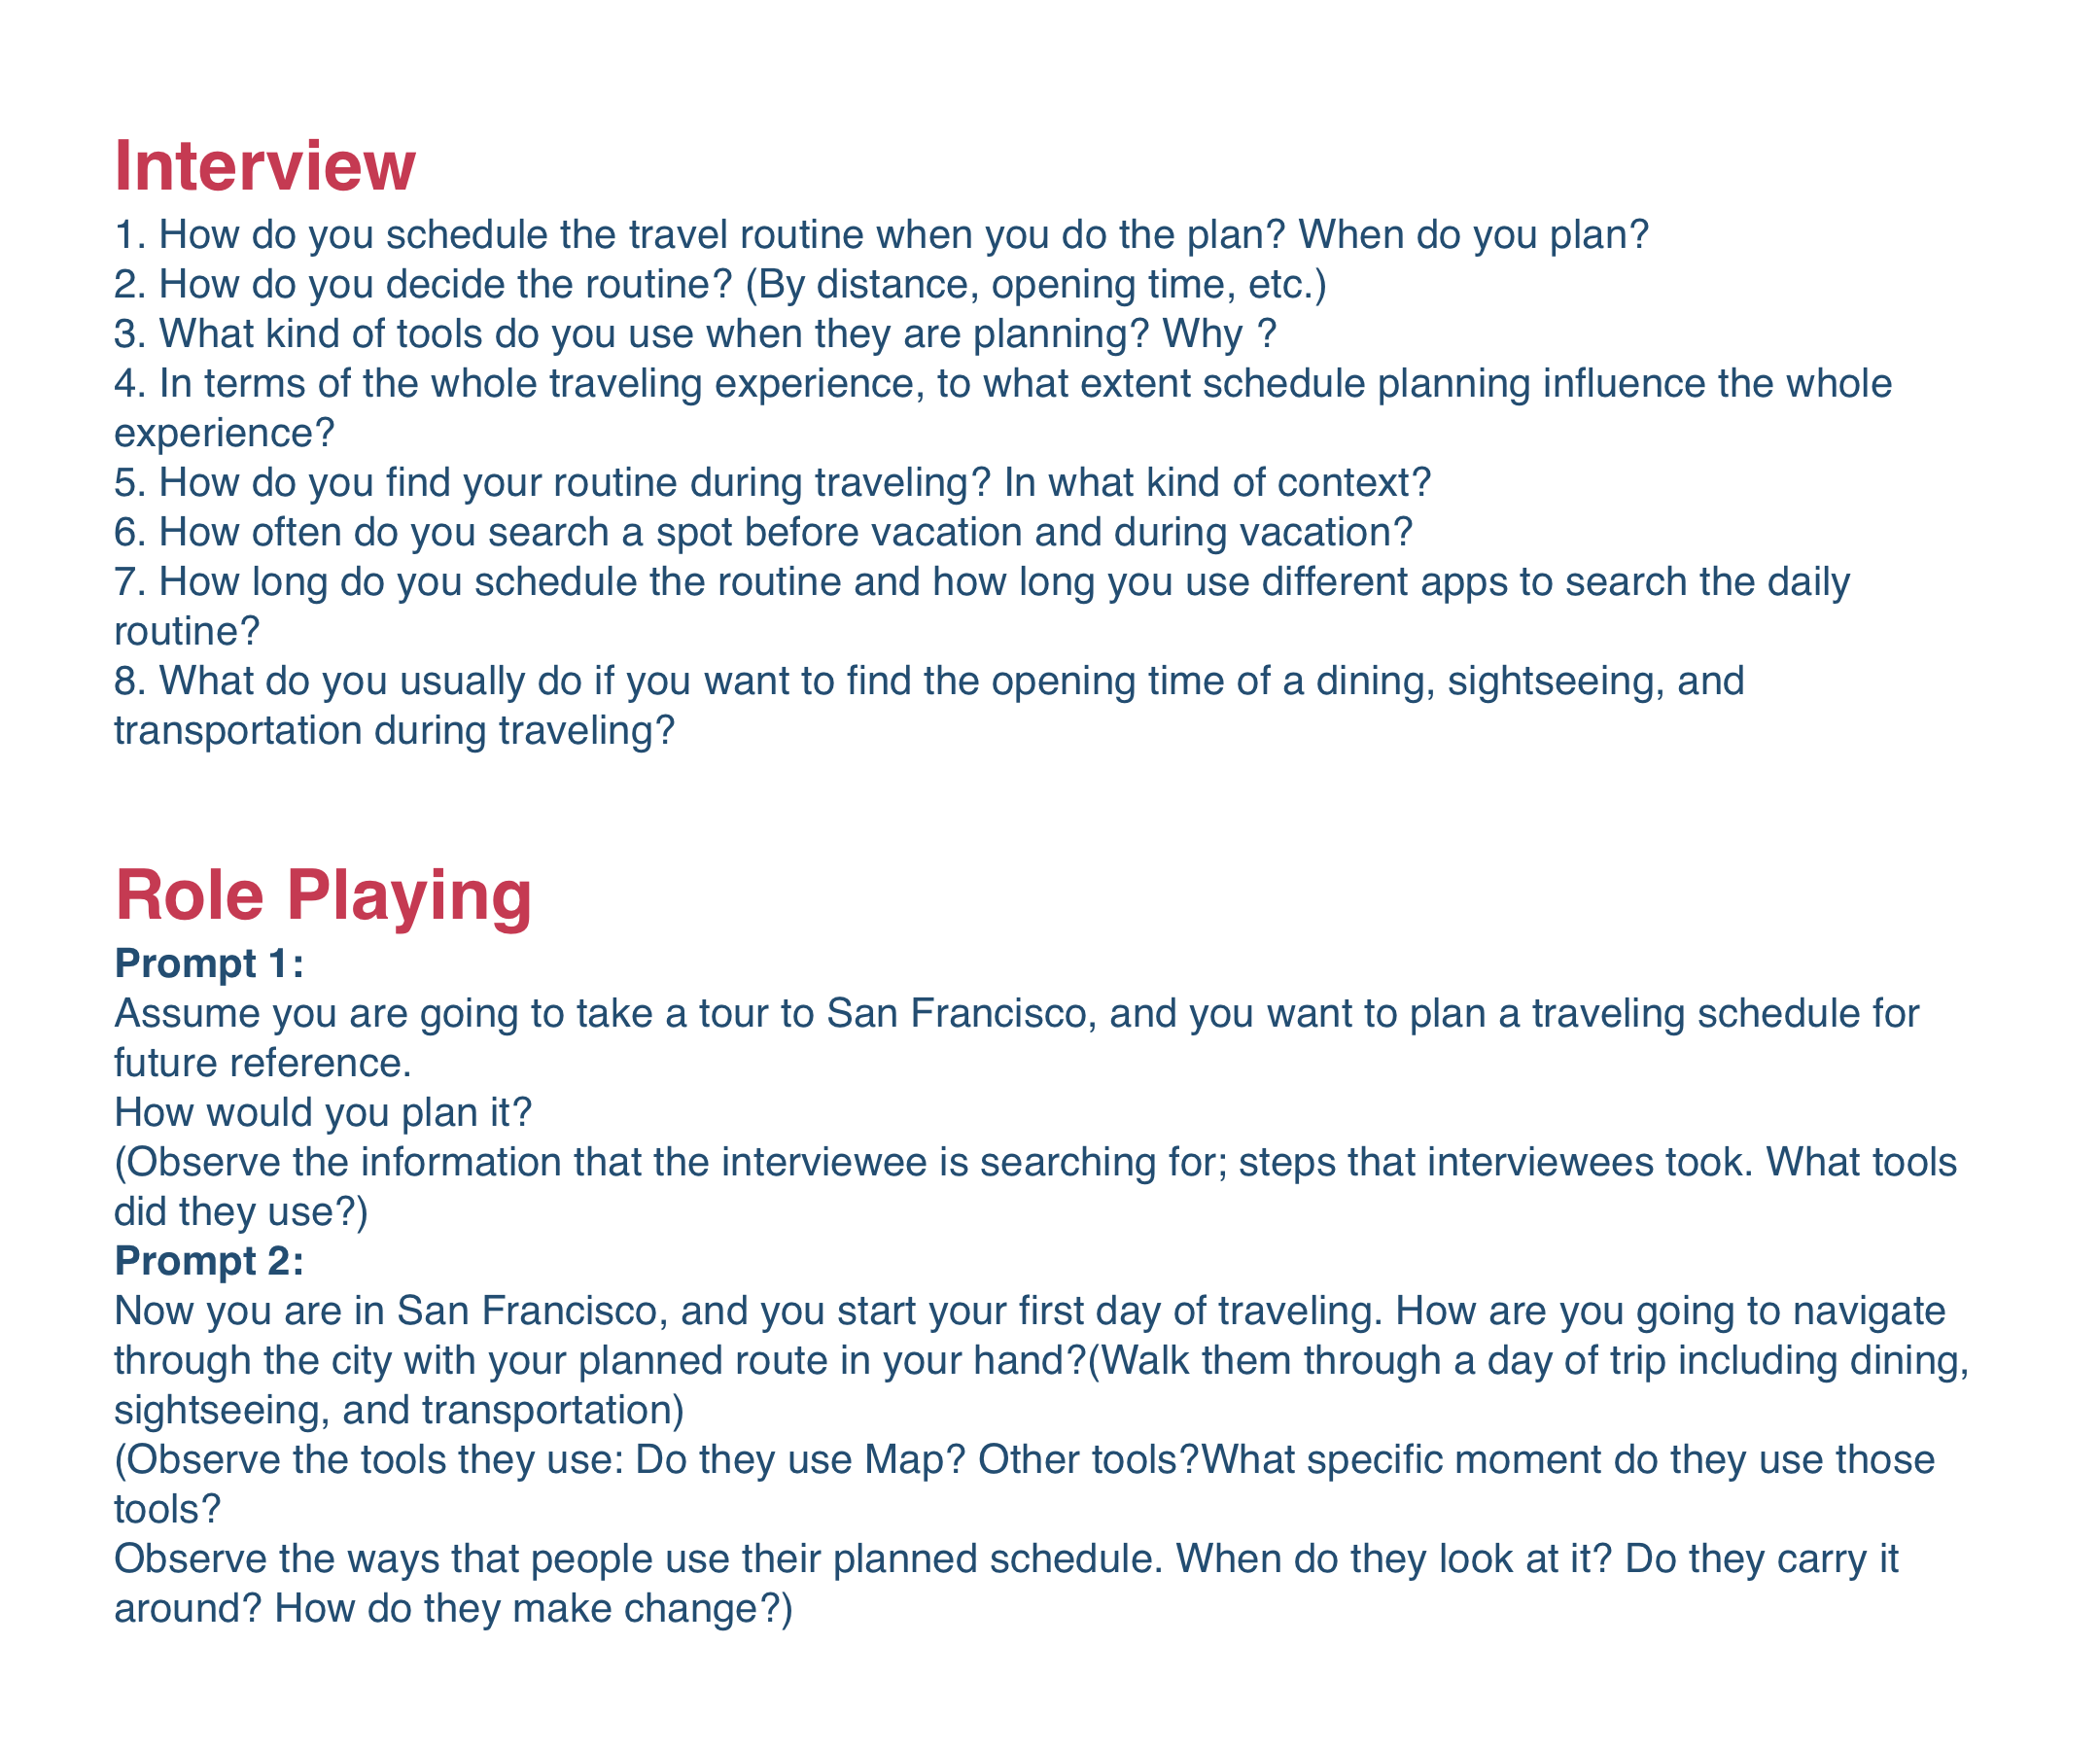 Interview
1. How do you schedule the travel routine when you do the plan? When do you plan?
2. How do you decide the routine? (By distance, opening time, etc.)
3. What kind of tools do you use when they are planning? Why ?
4. In terms of the whole traveling experience, to what extent schedule planning influence the whole
experience?
5. How do you find your routine during traveling? In what kind of context?
6. How often do you search a spot before vacation and during vacation?
7. How long do you schedule the routine and how long you use different apps to search the daily
routine?
8. What do you usually do if you want to find the opening time of a dining, sightseeing, and
transportation during traveling?
Role Playing
Prompt 1:
Assume you are going to take a tour to San Francisco, and you want to plan a traveling schedule for
future reference.
How would you plan it?
(Observe the information that the interviewee is searching for; steps that interviewees took. What tools
did they use?)
Prompt 2:
Now you are in San Francisco, and you start your first day of traveling. How are you going to navigate
through the city with your planned route in your hand?(Walk them through a day of trip including dining,
sightseeing, and transportation)
(Observe the tools they use: Do they use Map? Other tools?What specific moment do they use those
tools?
Observe the ways that people use their planned schedule. When do they look at it? Do they carry it
around? How do they make change?)